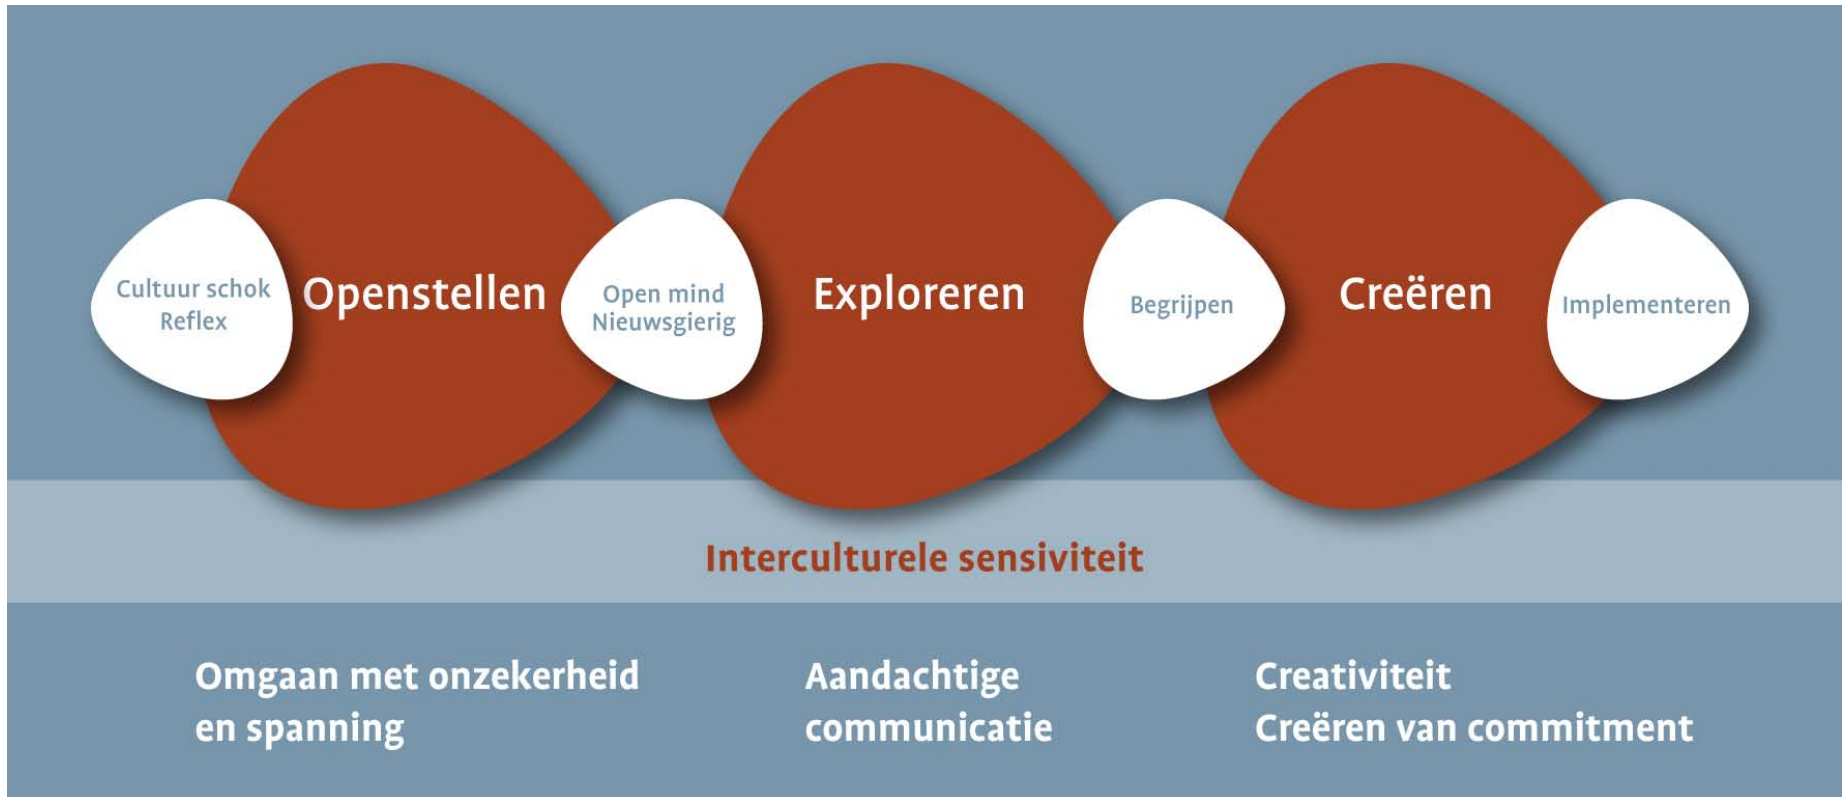 Cultuur schok
Reflex
Openstellen
Open mind
Nieuwsgierig
Exploreren
Begrijpen
Creëren
Implementeren
Interculturele sensiviteit
Omgaan met onzekerheid
en spanning
Aandachtige
communicatie
Creativiteit
Creëren van commitment